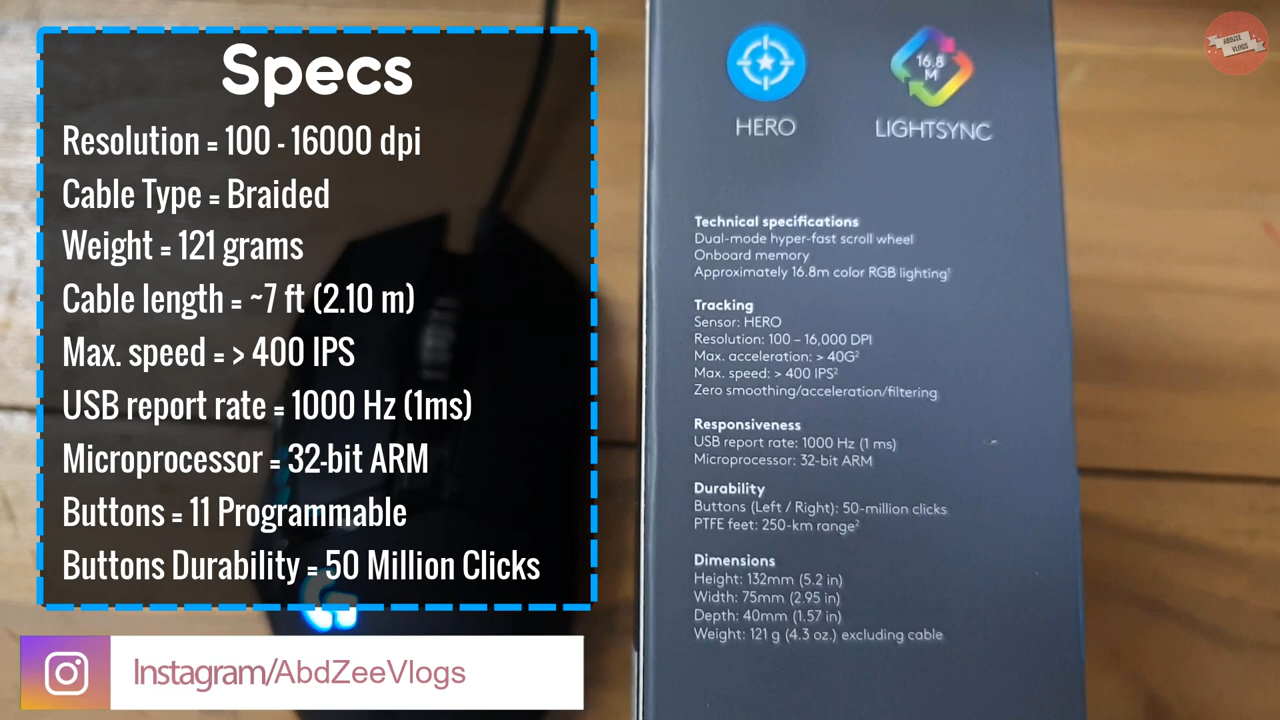 Specs
Resolution = 100 - 16000 dpi
Cable Type = Braided
Weight = 121 grams
Cable length = ~7 ft (2.10 m)
Max. speed = > 400 IPS
USB report rate = 1000 Hz (1ms)
Microprocessor = 32-bit ARM
Buttons = 11 Programmable
Buttons Durability = 50 Million Clicks
Instagram/AbdZeeVlogs
HERO
16.8
M
LIGHTSYNC
Technical specifications
Dual-mode hyper-fast scroll wheel
Onboard memory
Approximately 16.8m color RGB lighting¹
Tracking
Sensor: HERO
Resolution: 100 – 16,000 DPI
Max. acceleration: > 40G²
Max. speed: > 400 IPS²
Zero smoothing/acceleration/filtering
Responsiveness
USB report rate: 1000 Hz (1 ms)
Microprocessor: 32-bit ARM
Durability
Buttons (Left / Right): 50-million clicks
PTFE feet: 250-km range²
Dimensions
Height: 132mm (5.2 in)
Width: 75mm (2.95 in)
Depth: 40mm (1.57 in)
Weight: 121 g (4.3 oz.) excluding cable
ABDZEE
VLOGS